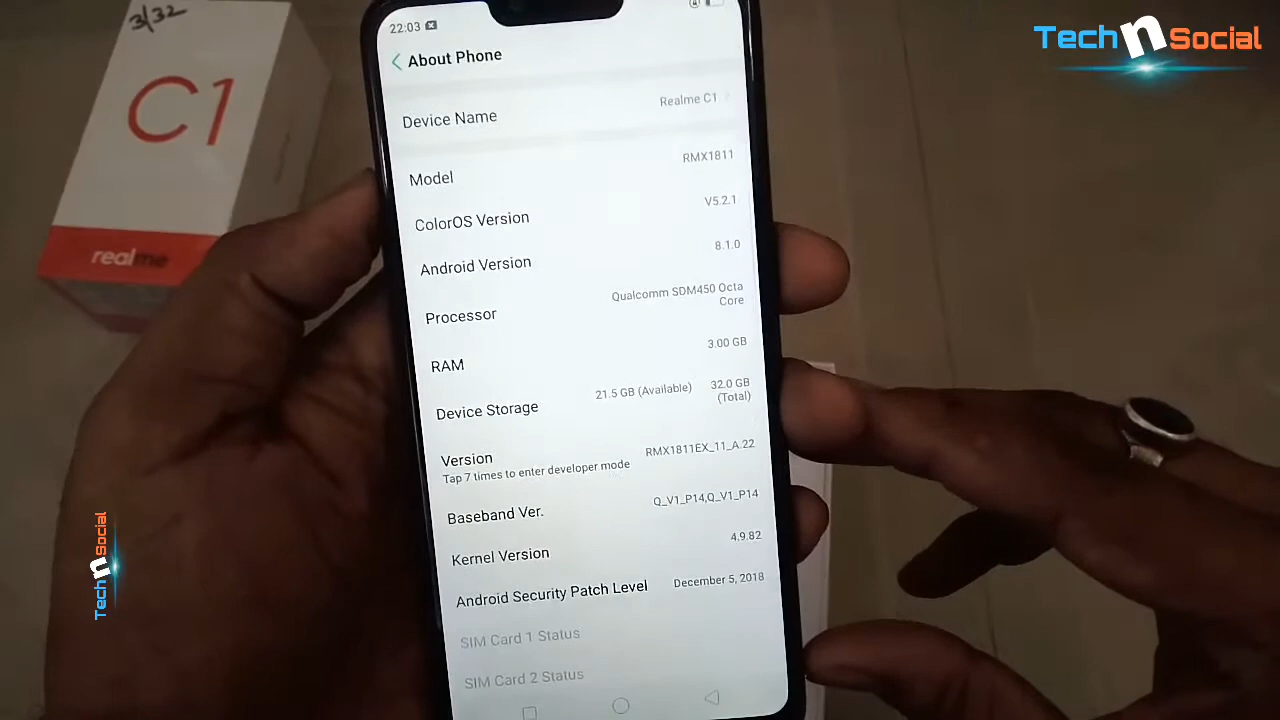 3/32
C1
realme
Tech n Social
22:03
About Phone
Device Name Realme C1
Model RMX1811
ColorOS Version V5.2.1
Android Version 8.1.0
Processor Qualcomm SDM450 Octa
Core
RAM 3.00 GB
Device Storage 21.5 GB (Available) 32.0 GB
(Total)
Version RMX1811EX_11_A.22
Tap 7 times to enter developer mode
Baseband Ver. Q_V1_P14,Q_V1_P14
Kernel Version 4.9.82
Android Security Patch Level December 5, 2018
SIM Card 1 Status
SIM Card 2 Status
Tech n Social